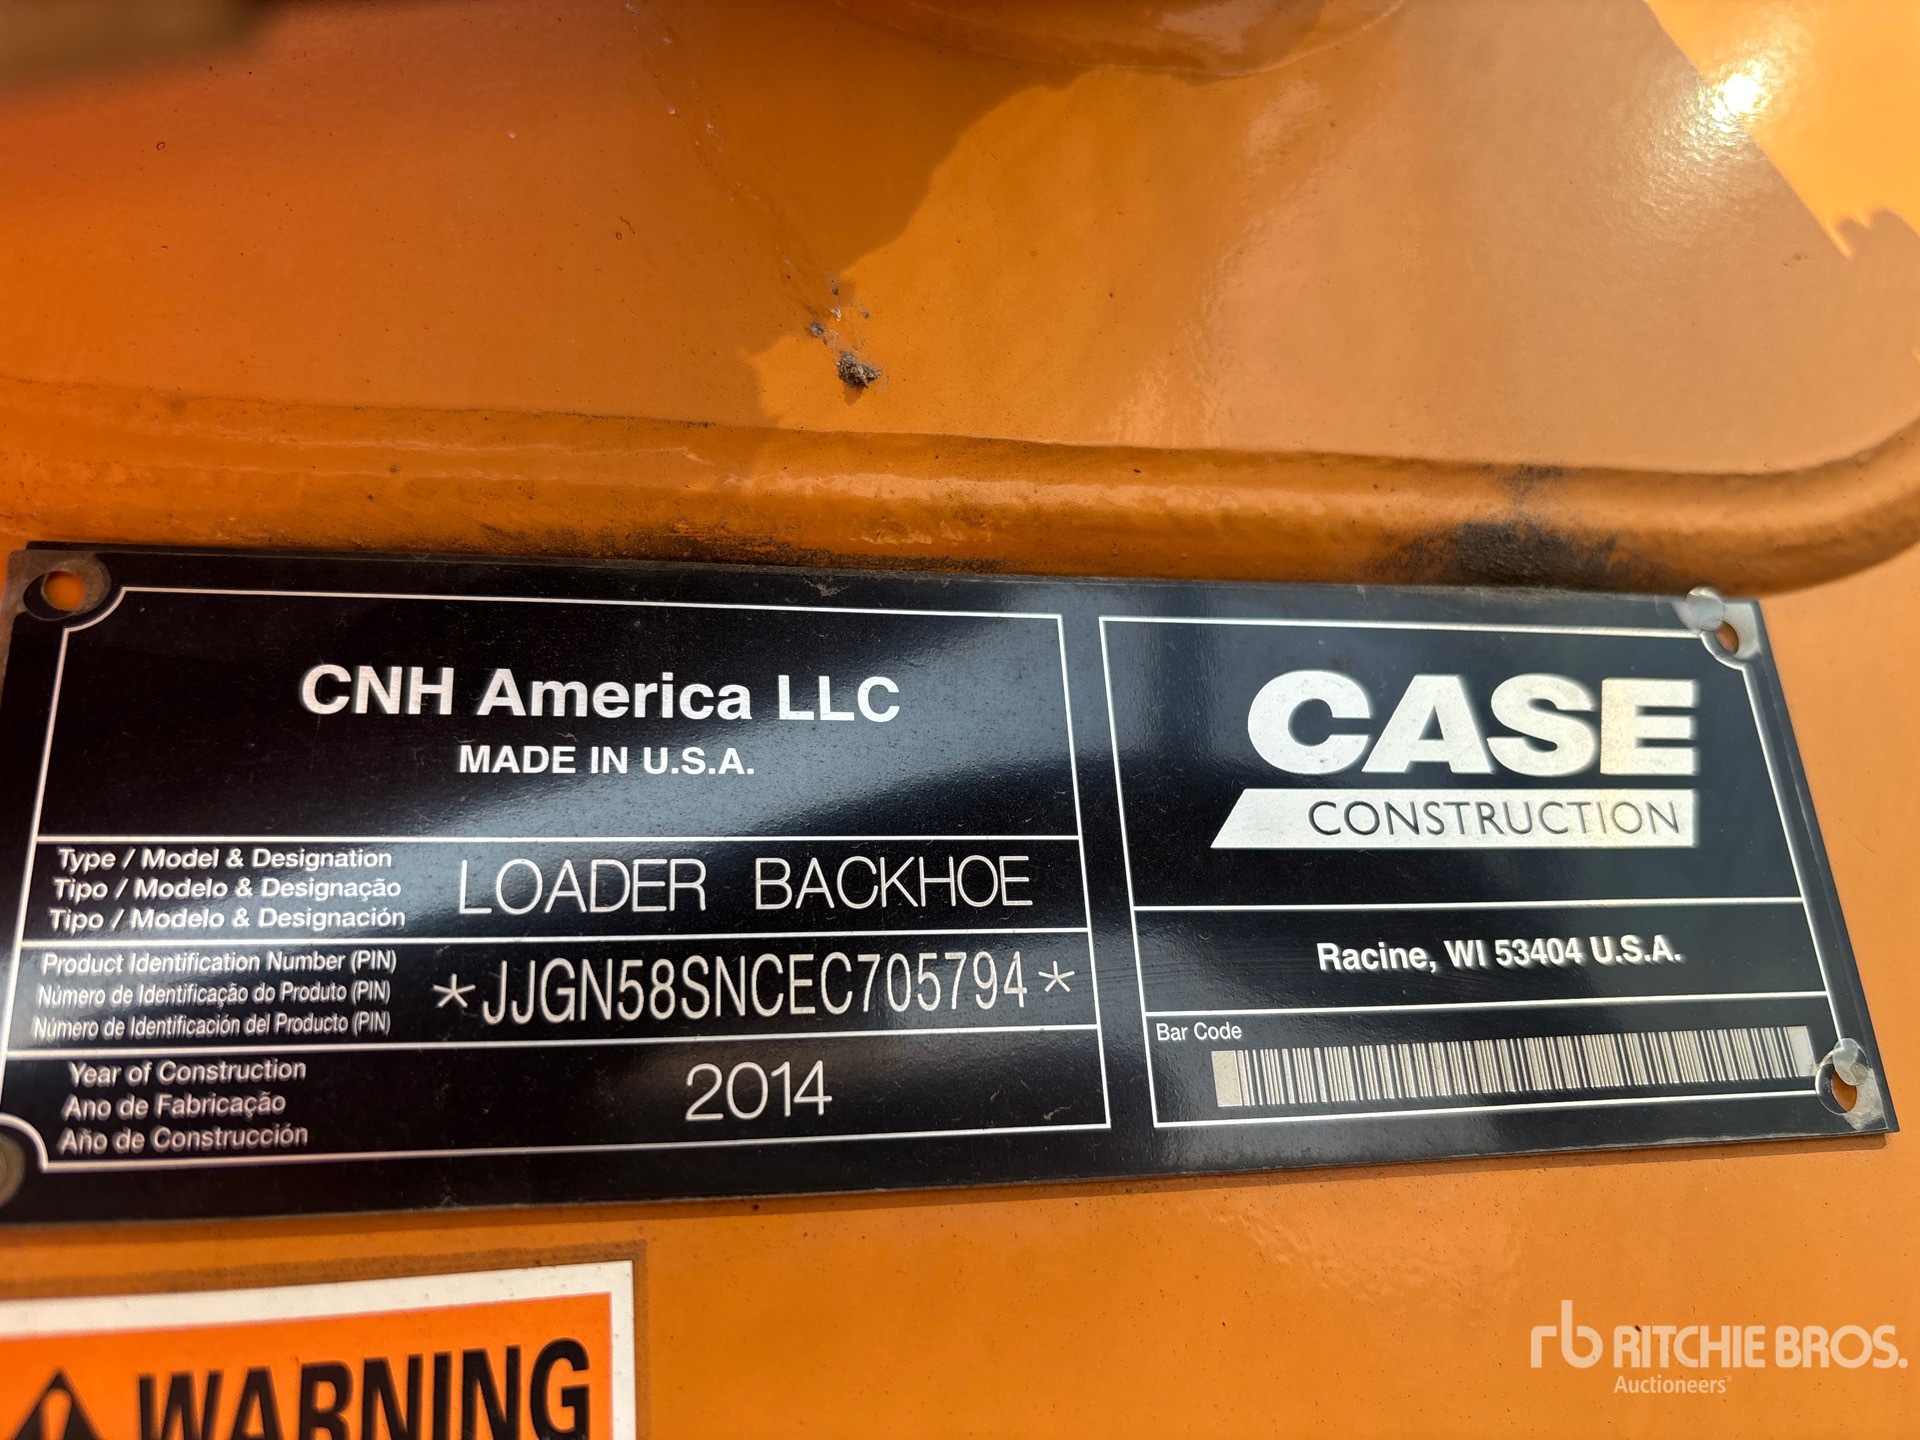 CNH America LLC
MADE IN U.S.A.
Type / Model & Designation
Tipo / Modelo & Designação
Tipo / Modelo & Designación
LOADER BACKHOE
Product Identification Number (PIN)
Número de Identificação do Produto (PIN)
Número de Identificación del Producto (PIN)
*JJGN58SNCEC705794*
Year of Construction
Ano de Fabricação
Año de Construcción
2014
CASE
CONSTRUCTION
Racine, WI 53404 U.S.A.
Bar Code
WARNING
rb RITCHIE BROS.
Auctioneers